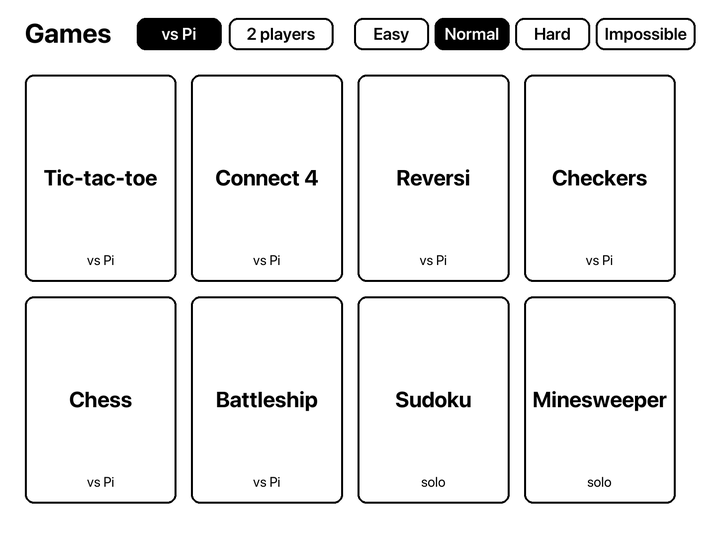 Games vs Pi 2 players Easy Normal Hard Impossible
Tic-tac-toe Connect 4 Reversi Checkers
vs Pi vs Pi vs Pi vs Pi
Chess Battleship Sudoku Minesweeper
vs Pi vs Pi solo solo